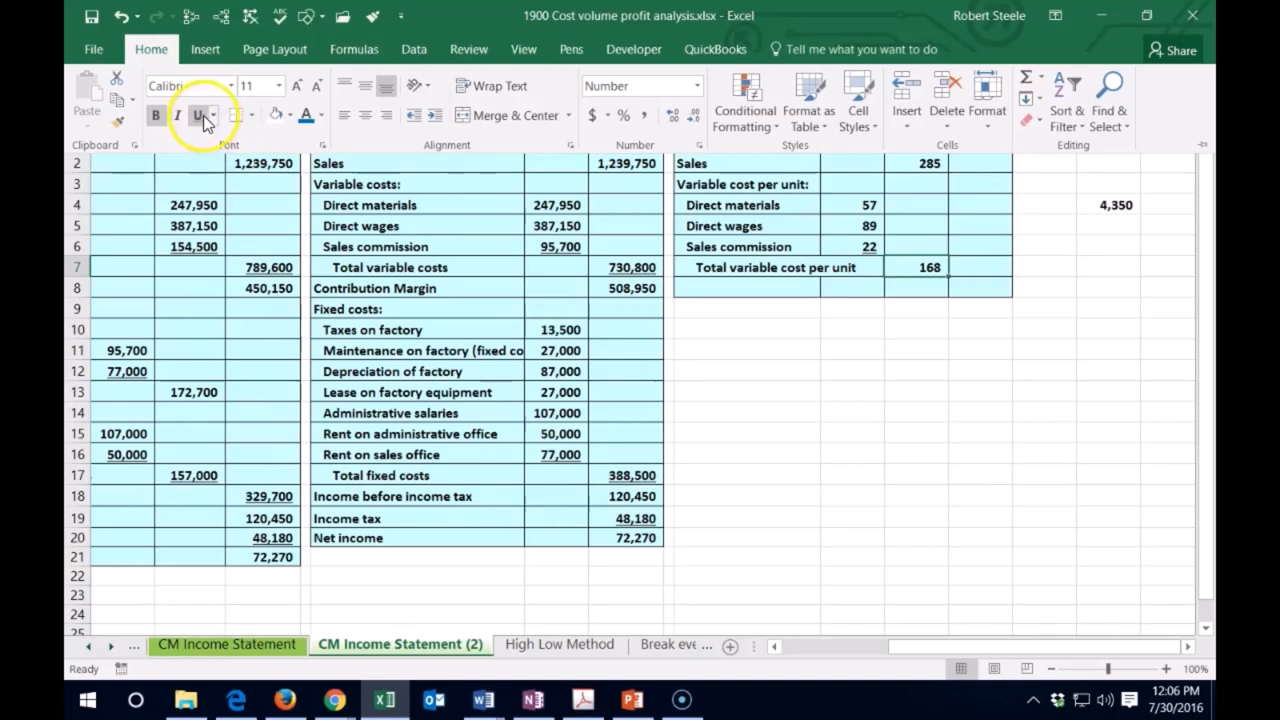 1900 Cost volume profit analysis.xlsx - Excel
Robert Steele
File Home Insert Page Layout Formulas Data Review View Pens Developer QuickBooks Tell me what you want to do Share
Paste
Calibri 11
B I U A
Wrap Text
Merge & Center
Number
$ % ,
Conditional Formatting
Format as Table
Cell Styles
Insert Delete Format
Sort & Filter
Find & Select
Clipboard Font Alignment Number Styles Cells Editing
2 1,239,750 Sales 1,239,750 Sales 285
3 Variable costs: Variable cost per unit:
4 247,950 Direct materials 247,950 Direct materials 57 4,350
5 387,150 Direct wages 387,150 Direct wages 89
6 154,500 Sales commission 95,700 Sales commission 22
7 789,600 Total variable costs 730,800 Total variable cost per unit 168
8 450,150 Contribution Margin 508,950
9 Fixed costs:
10 Taxes on factory 13,500
11 95,700 Maintenance on factory (fixed co 27,000
12 77,000 Depreciation of factory 87,000
13 172,700 Lease on factory equipment 27,000
14 Administrative salaries 107,000
15 107,000 Rent on administrative office 50,000
16 50,000 Rent on sales office 77,000
17 157,000 Total fixed costs 388,500
18 329,700 Income before income tax 120,450
19 120,450 Income tax 48,180
20 48,180 Net income 72,270
21 72,270
22
23
24
25
... CM Income Statement CM Income Statement (2) High Low Method Break eve ...
Ready 100%
12:06 PM
7/30/2016